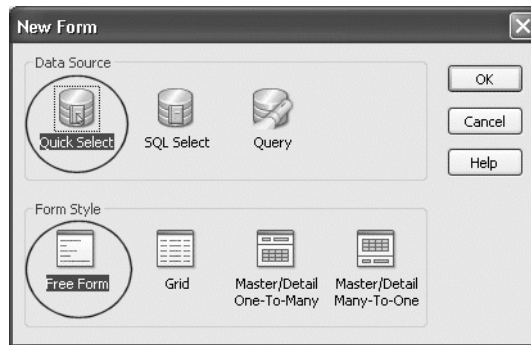 New Form
Data Source
OK
Quick Select
SQL Select
Query
Cancel
Help
Form Style
Free Form
Grid
Master/Detail
One-To-Many
Master/Detail
Many-To-One